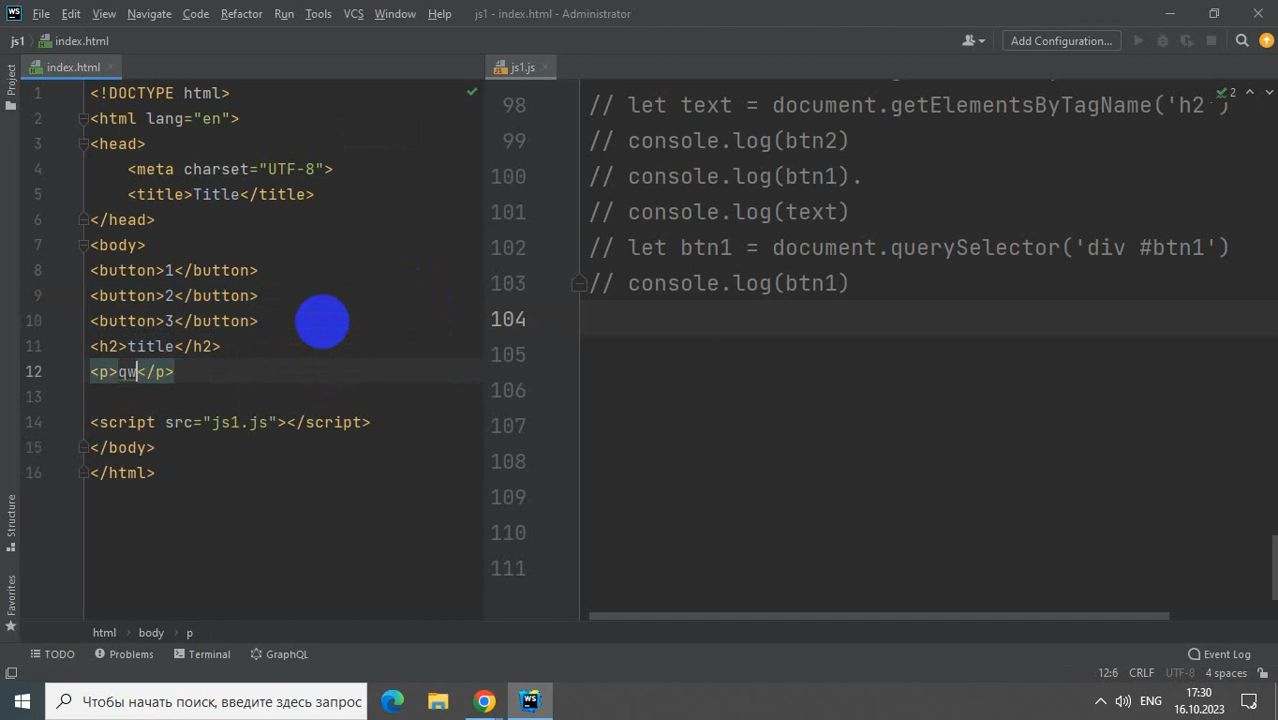 WS File Edit View Navigate Code Refactor Run Tools VCS Window Help js1 - index.html - Administrator
js1 index.html Add Configuration...
index.html js1.js
Project
1 <!DOCTYPE html>
2 <html lang="en">
3 <head>
4 <meta charset="UTF-8">
5 <title>Title</title>
6 </head>
7 <body>
8 <button>1</button>
9 <button>2</button>
10 <button>3</button>
11 <h2>title</h2>
12 <p>qw</p>
13
14 <script src="js1.js"></script>
15 </body>
16 </html>
2
98 // let text = document.getElementsByTagName('h2')
99 // console.log(btn2)
100 // console.log(btn1).
101 // console.log(text)
102 // let btn1 = document.querySelector('div #btn1')
103 // console.log(btn1)
104
105
106
107
108
109
110
111
Structure
Favorites
html body p
TODO Problems Terminal GraphQL Event Log
12:6 CRLF UTF-8 4 spaces
Чтобы начать поиск, введите здесь запрос
WS
ENG
17:30
16.10.2023